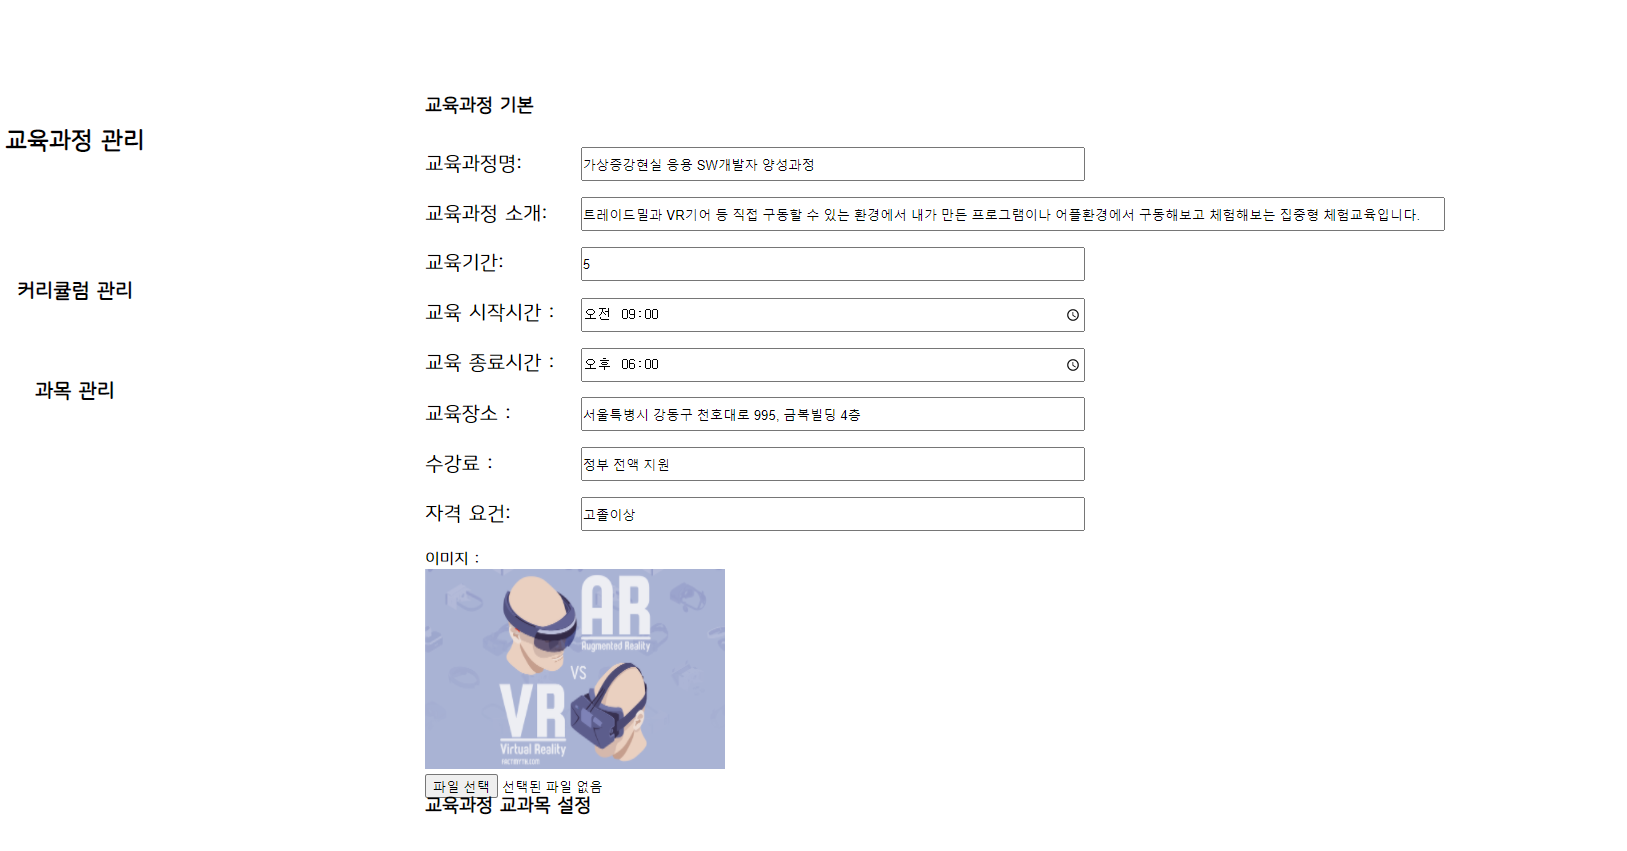 교육과정 관리
커리큘럼 관리
과목 관리
교육과정 기본
교육과정명:
가상증강현실 응용 SW개발자 양성과정
교육과정 소개:
트레이드밀과 VR기어 등 직접 구동할 수 있는 환경에서 내가 만든 프로그램이나 어플환경에서 구동해보고 체험해보는 집중형 체험교육입니다.
교육기간:
5
교육 시작시간 :
오전 09:00
교육 종료시간 :
오후 06:00
교육장소 :
서울특병시 강동구 천호대로 995, 금복빌딩 4층
수강료 :
정부 전액 지원
자격 요건:
고졸이상
이미지 :
AR
Augmented Reality
VS
VR
Virtual Reality
파일 선택 선택된 파일 없음
교육과정 교과목 설정